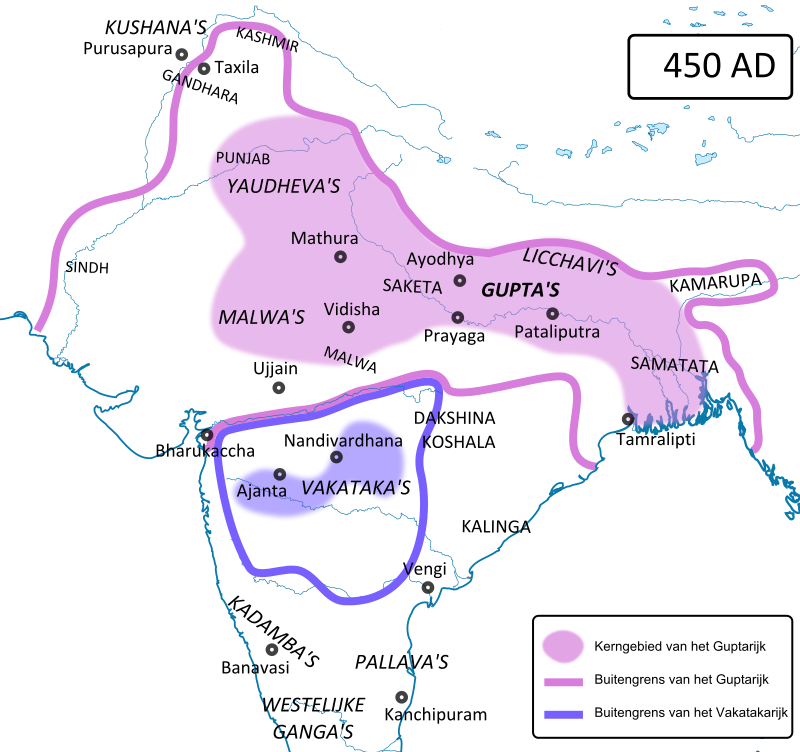 KUSHANA'S
KASHMIR
450 AD
Purusapura
Taxila
GANDHARA
PUNJAB
YAUDHEVA'S
Mathura
Ayodhya
LICCHAVI'S
SINDH
SAKETA
GUPTA'S
KAMARUPA
MALWA'S
Vidisha
Prayaga
Pataliputra
MALWA
Ujjain
SAMATATA
DAKSHINA
KOSHALA
Tamralipti
Bharukaccha
Nandivardhana
Ajanta
VAKATAKA'S
KALINGA
Vengi
KADAMBA'S
Banavasi
PALLAVA'S
WESTELIJKE
GANGA'S
Kanchipuram
Kerngebied van het Guptarijk
Buitengrens van het Guptarijk
Buitengrens van het Vakatakarijk